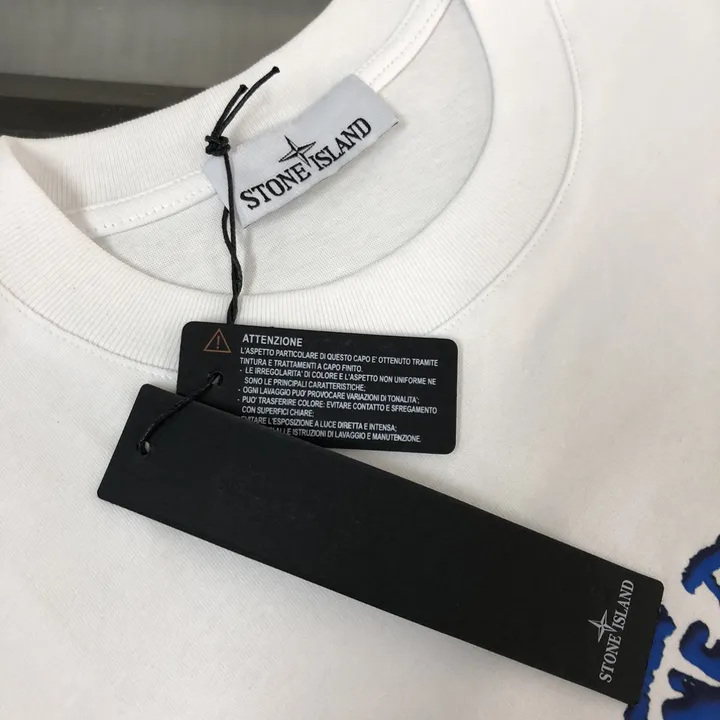 STONE ISLAND
ATTENZIONE
L'ASPETTO PARTICOLARE DI QUESTO CAPO E' OTTENUTO TRAMITE
TINTURA E TRATTAMENTI A CAPO FINITO.
- LE IRREGOLARITA' DI COLORE E L'ASPETTO NON UNIFORME NE
SONO LE PRINCIPALI CARATTERISTICHE;
- OGNI LAVAGGIO PUO' PROVOCARE VARIAZIONI DI TONALITA';
- PUO' TRASFERIRE COLORE: EVITARE CONTATTO E SFREGAMENTO
CON SUPERFICI CHIARE;
EVITARE L'ESPOSIZIONE A LUCE DIRETTA E INTENSA;
ALLE ISTRUZIONI DI LAVAGGIO E MANUTENZIONE.
STONE ISLAND